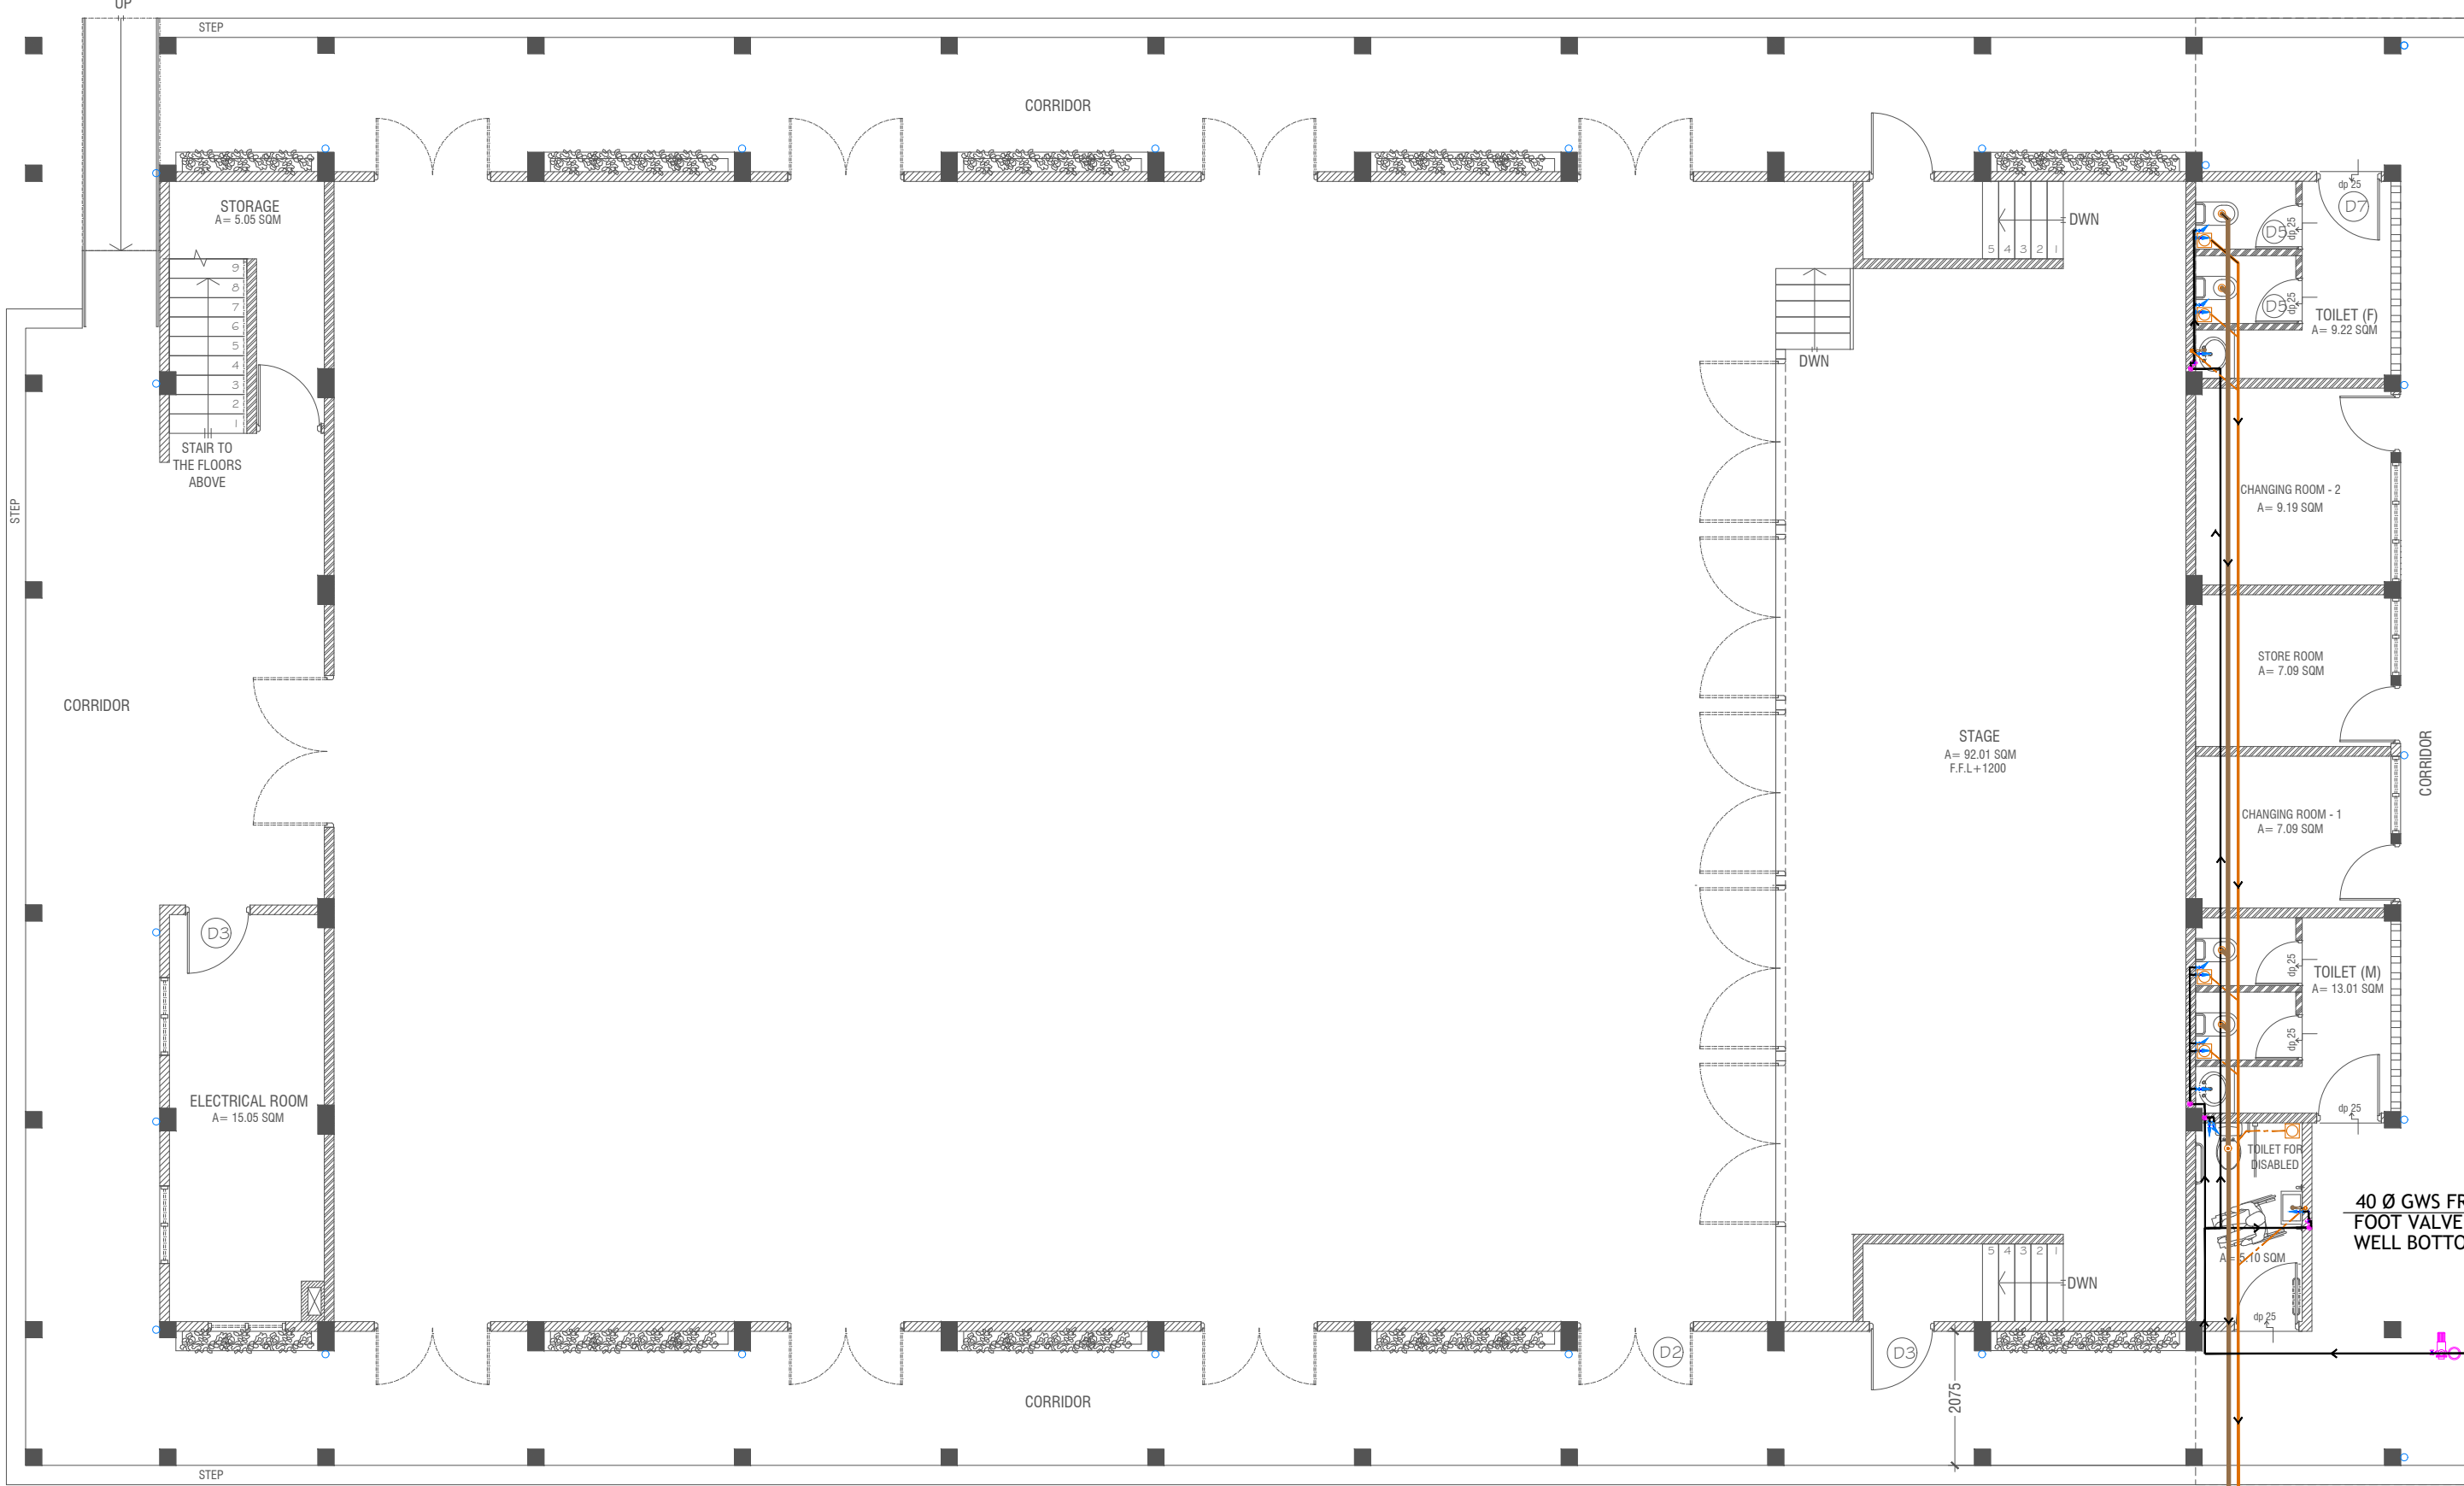 UP
STEP
CORRIDOR
STORAGE
A= 5.05 SQM
9
8
7
6
5
4
3
2
1
STAIR TO
THE FLOORS
ABOVE
STEP
CORRIDOR
D3
ELECTRICAL ROOM
A= 15.05 SQM
STEP
CORRIDOR
DWN
5 4 3 2 1
DWN
STAGE
A= 92.01 SQM
F.F.L+1200
5 4 3 2 1
DWN
D2
D3
2075
dp 25
D7
D5
dp 25
D5
dp 25
TOILET (F)
A= 9.22 SQM
CHANGING ROOM - 2
A= 9.19 SQM
STORE ROOM
A= 7.09 SQM
CORRIDOR
CHANGING ROOM - 1
A= 7.09 SQM
dp 25
TOILET (M)
A= 13.01 SQM
dp 25
dp 25
TOILET FOR
DISABLED
A= 5.10 SQM
dp 25
40 Ø GWS FR
FOOT VALVE
WELL BOTTO